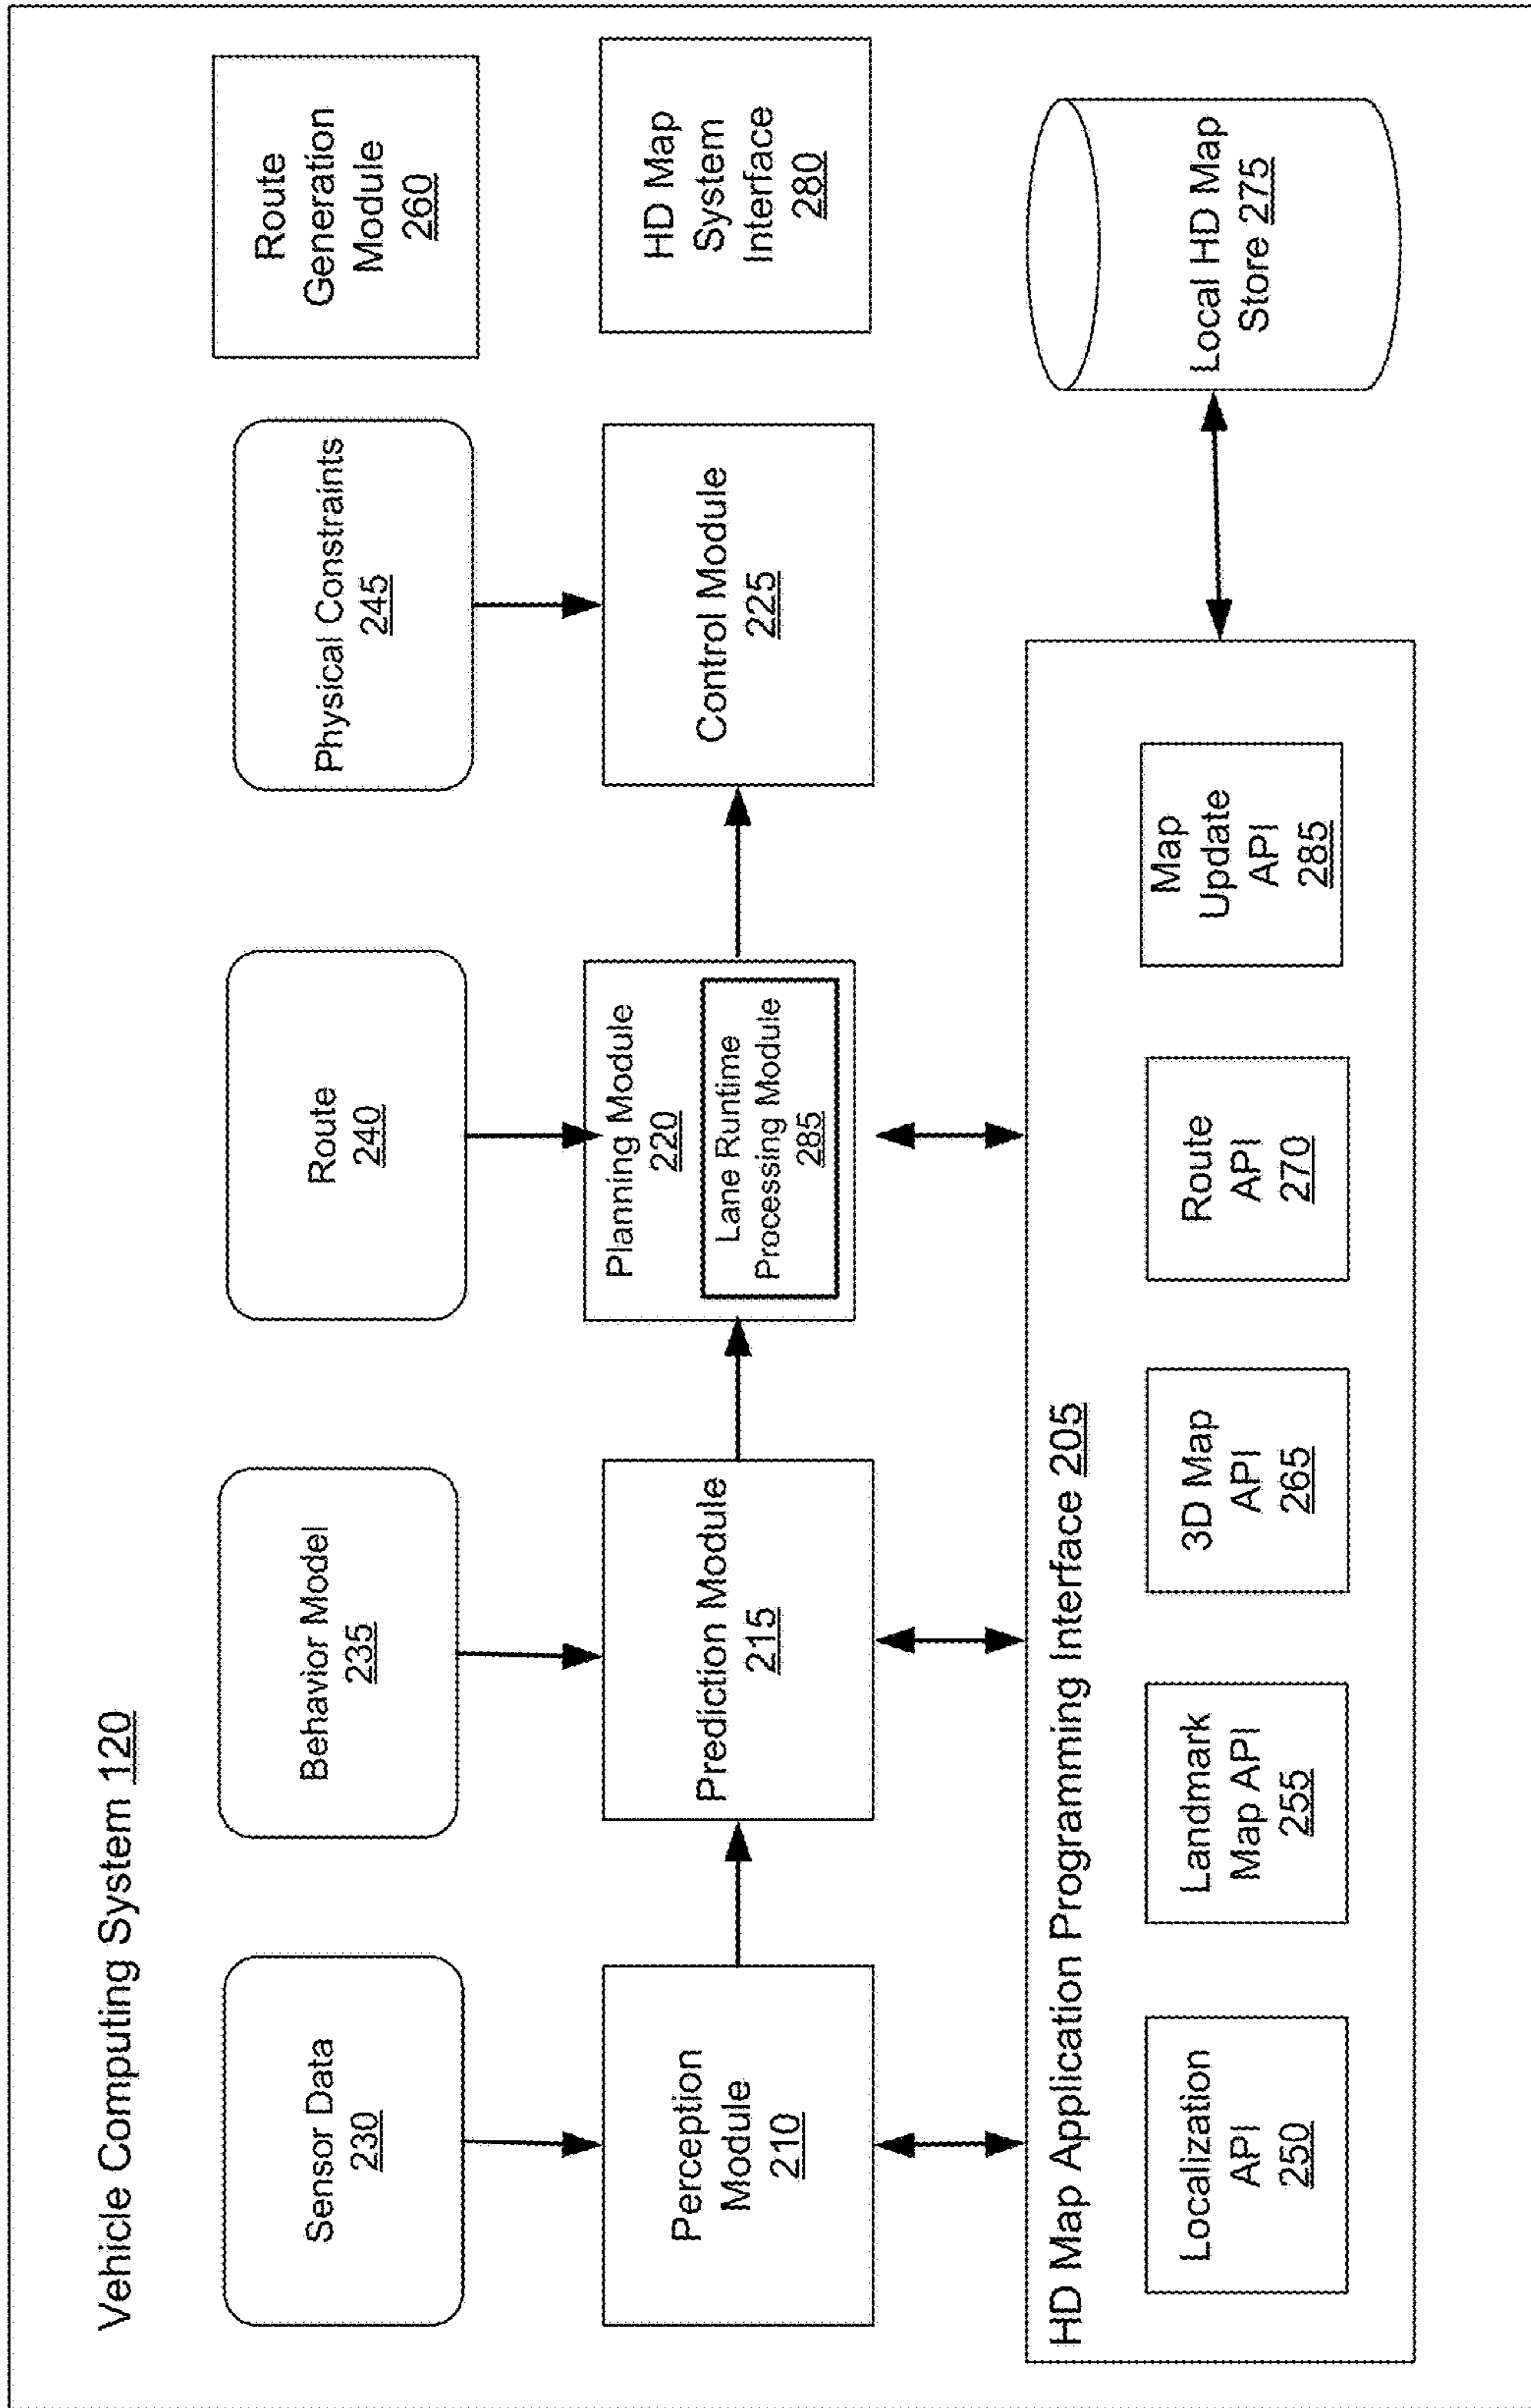 Vehicle Computing System 120
Sensor Data
230
Behavior Model
235
Route
240
Physical Constraints
245
Route
Generation
Module
260
Perception
Module
210
Prediction Module
215
Planning Module
220
Lane Runtime
Processing Module
285
Control Module
225
HD Map
System
Interface
280
HD Map Application Programming Interface 205
Localization
API
250
Landmark
Map API
255
3D Map
API
265
Route
API
270
Map
Update
API
285
Local HD Map
Store 275